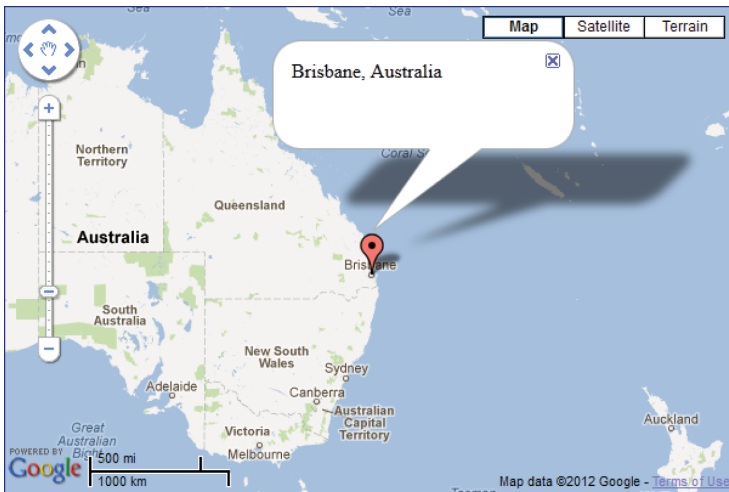 Sea
Sea
Map
Satellite
Terrain
Brisbane, Australia
Northern
Territory
Coral S
Queensland
Australia
Brisbane
South
Australia
New South
Wales
Sydney
Adelaide
Canberra
Australian
Capital
Territory
Auckland
Great
Australian
Bight
Victoria
Melbourne
POWERED BY
Google
500 mi
1000 km
Map data ©2012 Google - Terms of Use
Tasman